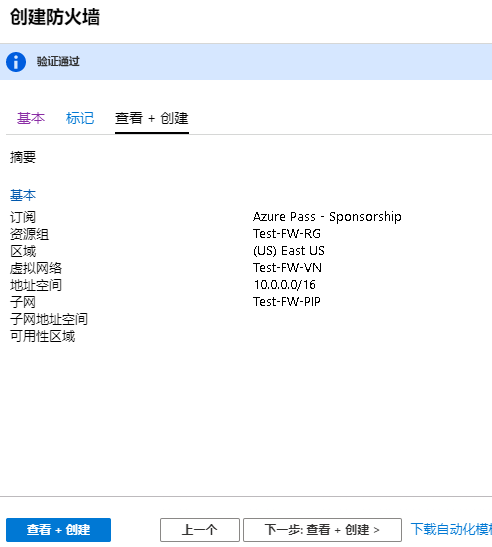 创建防火墙
验证通过
基本 标记 查看 + 创建
摘要
基本
订阅 Azure Pass - Sponsorship
资源组 Test-FW-RG
区域 (US) East US
虚拟网络 Test-FW-VN
地址空间 10.0.0.0/16
子网 Test-FW-PIP
子网地址空间
可用性区域
查看 + 创建 上一个 下一步: 查看 + 创建 > 下载自动化模